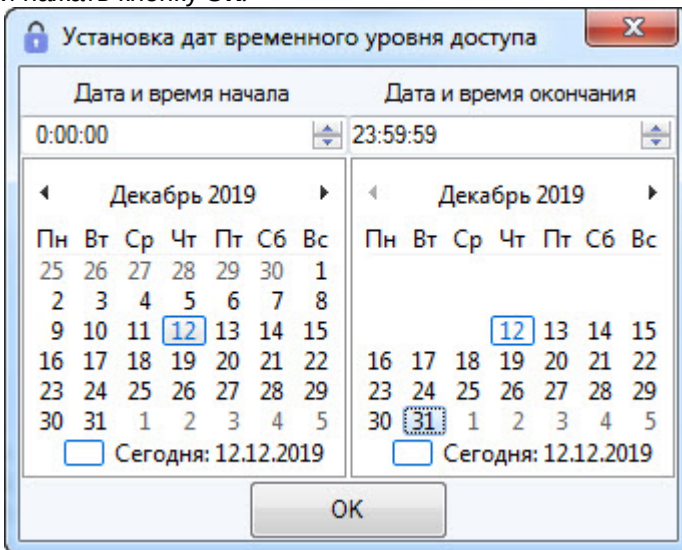 и нажать кнопку ОК.
Установка дат временного уровня доступа
Дата и время начала
Дата и время окончания
0:00:00
23:59:59
Декабрь 2019
Пн Вт Ср Чт Пт Сб Вс
25 26 27 28 29 30 1
2 3 4 5 6 7 8
9 10 11 12 13 14 15
16 17 18 19 20 21 22
23 24 25 26 27 28 29
30 31 1 2 3 4 5
Сегодня: 12.12.2019
Декабрь 2019
Пн Вт Ср Чт Пт Сб Вс
12 13 14 15
16 17 18 19 20 21 22
23 24 25 26 27 28 29
30 31 1 2 3 4 5
Сегодня: 12.12.2019
OK